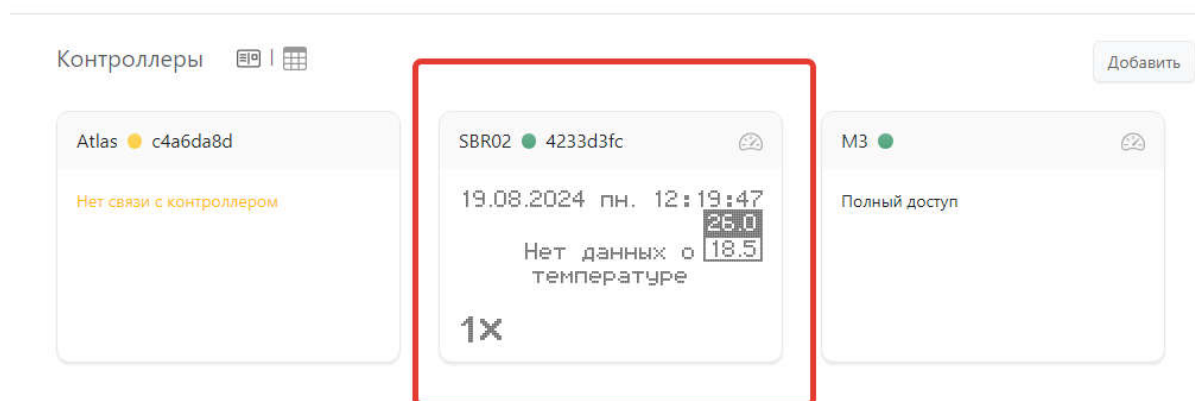 Контроллеры
Добавить
Atlas c4a6da8d
Нет связи с контроллером
SBR02 4233d3fc
19.08.2024 пн. 12:19:47
26.0
Нет данных о 18.5
температуре
1X
M3
Полный доступ